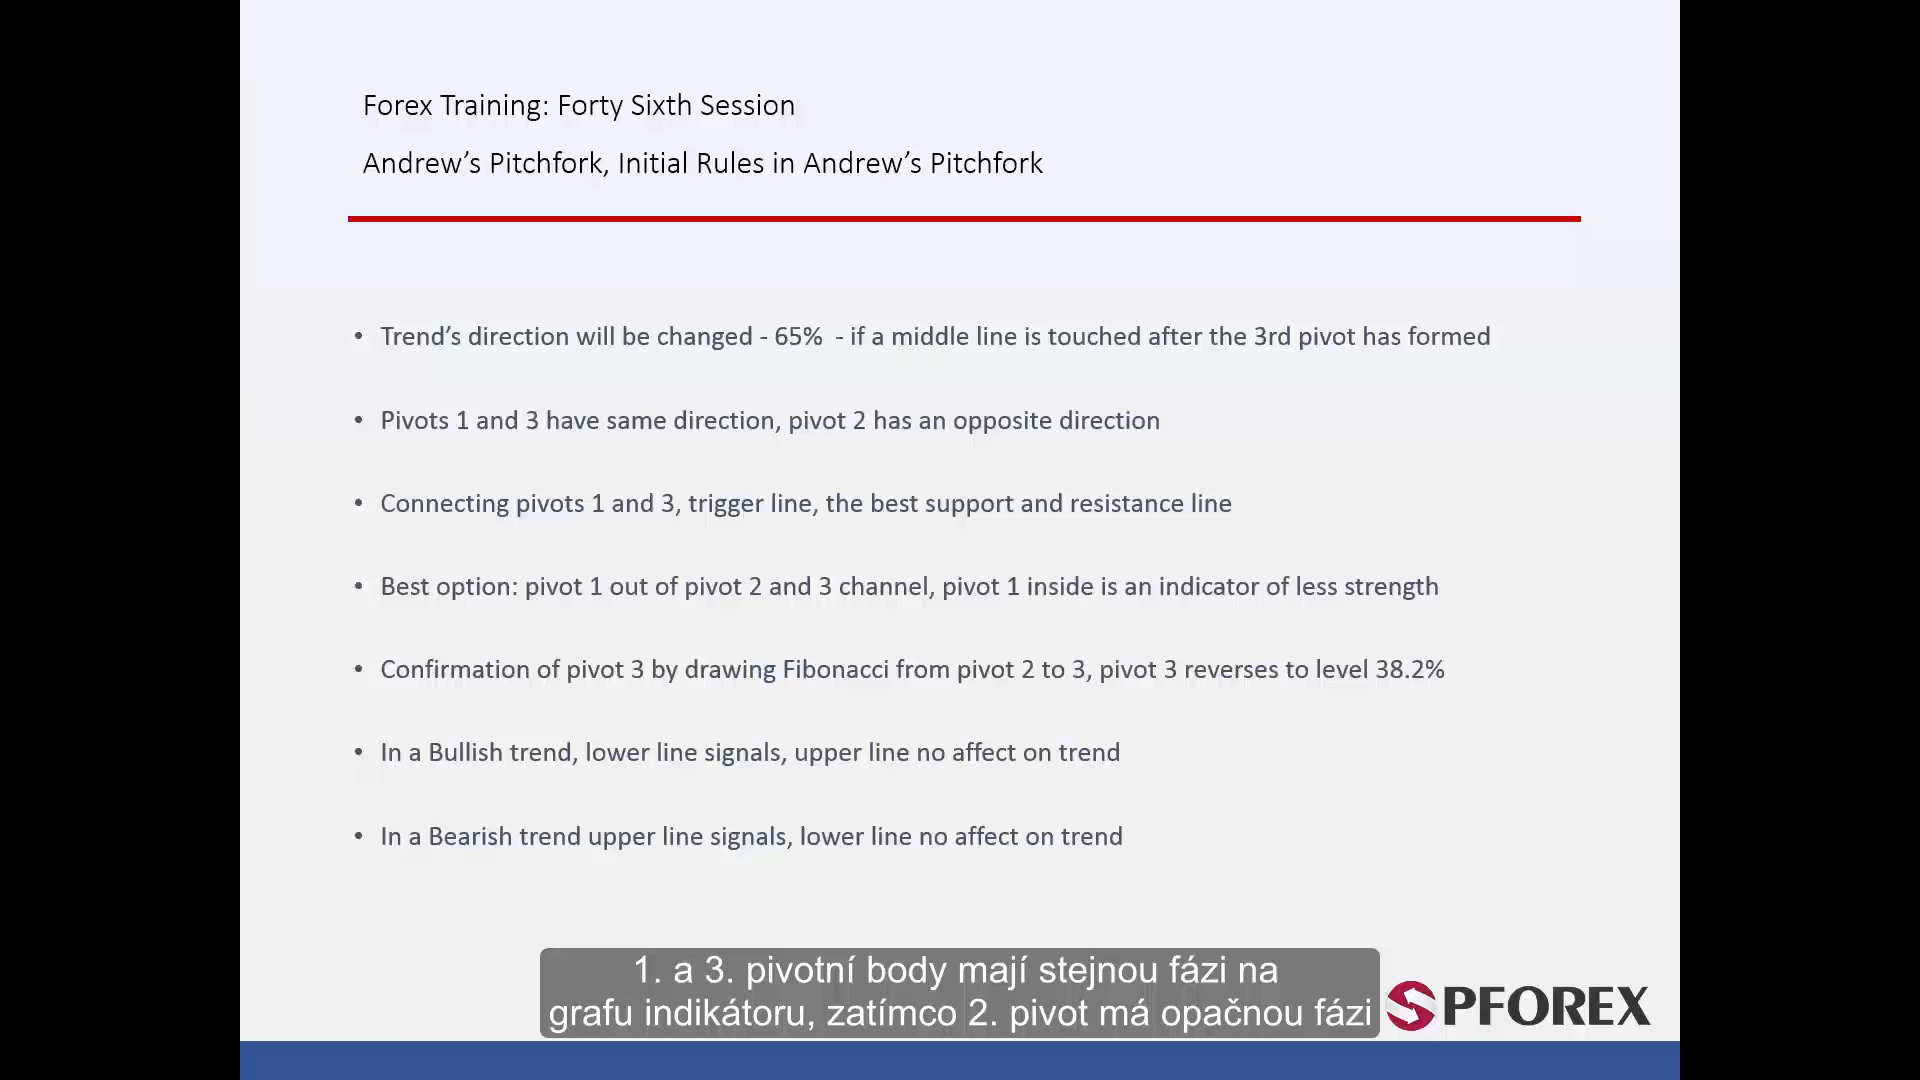 Forex Training: Forty Sixth Session
Andrew’s Pitchfork, Initial Rules in Andrew’s Pitchfork
• Trend’s direction will be changed - 65%  - if a middle line is touched after the 3rd pivot has formed
• Pivots 1 and 3 have same direction, pivot 2 has an opposite direction
• Connecting pivots 1 and 3, trigger line, the best support and resistance line
• Best option: pivot 1 out of pivot 2 and 3 channel, pivot 1 inside is an indicator of less strength
• Confirmation of pivot 3 by drawing Fibonacci from pivot 2 to 3, pivot 3 reverses to level 38.2%
• In a Bullish trend, lower line signals, upper line no affect on trend
• In a Bearish trend upper line signals, lower line no affect on trend
1. a 3. pivotní body mají stejnou fázi na
grafu indikátoru, zatímco 2. pivot má opačnou fázi
PFOREX